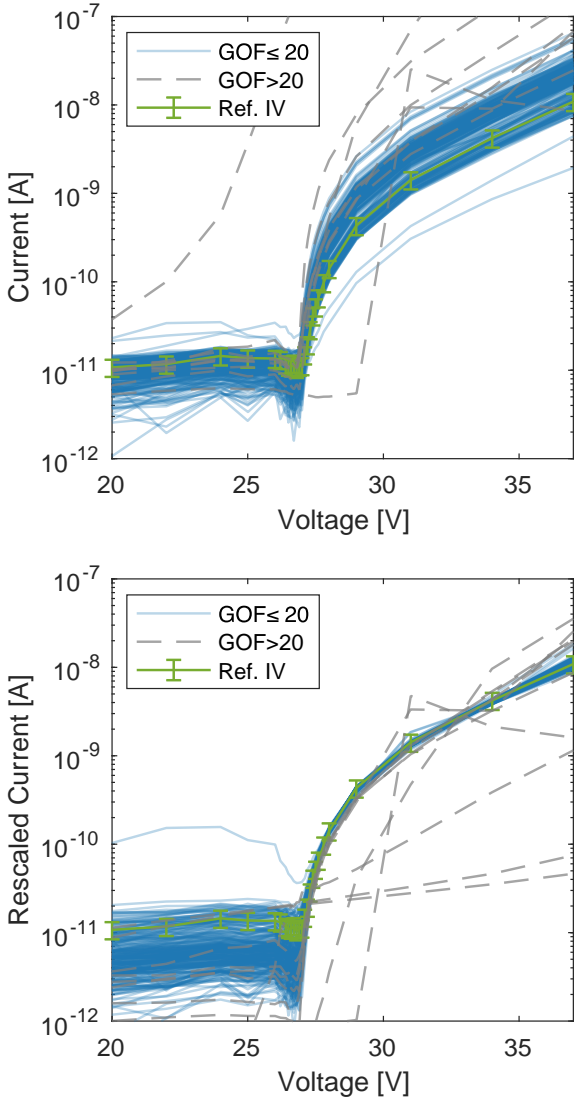 10^-7
GOF≤ 20
GOF>20
Ref. IV
10^-8
10^-9
10^-10
10^-11
10^-12
Current [A]
20 25 30 35
Voltage [V]
10^-7
GOF≤ 20
GOF>20
Ref. IV
10^-8
10^-9
10^-10
10^-11
10^-12
Rescaled Current [A]
20 25 30 35
Voltage [V]